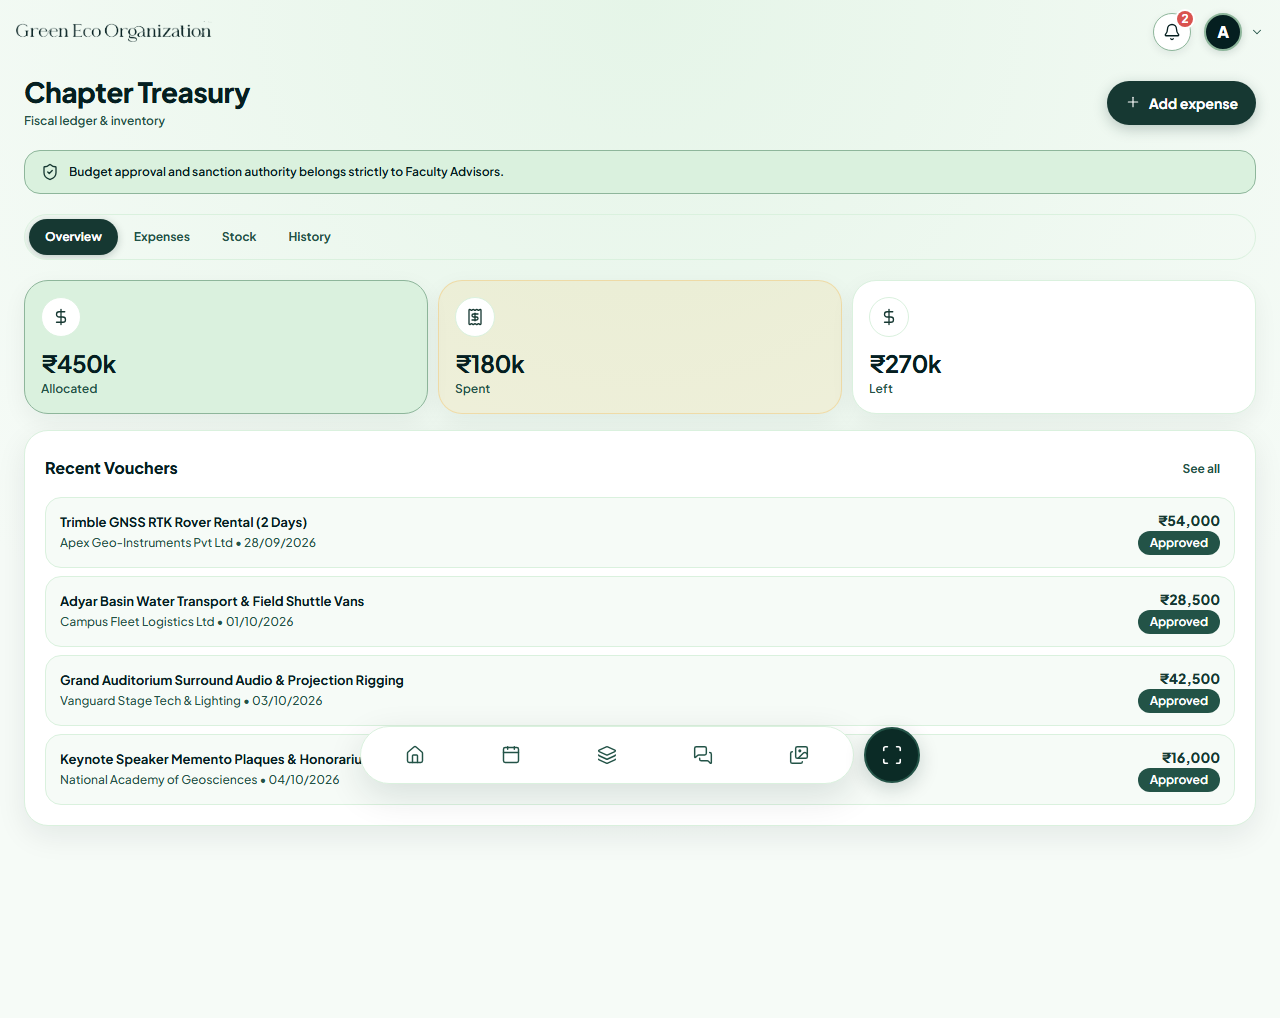 Green Eco Organization
2
A
Chapter Treasury
Fiscal ledger & inventory
+ Add expense
Budget approval and sanction authority belongs strictly to Faculty Advisors.
Overview Expenses Stock History
$
₹450k
Allocated
$
₹180k
Spent
$
₹270k
Left
Recent Vouchers
See all
Trimble GNSS RTK Rover Rental (2 Days)
Apex Geo-Instruments Pvt Ltd • 28/09/2026
₹54,000
Approved
Adyar Basin Water Transport & Field Shuttle Vans
Campus Fleet Logistics Ltd • 01/10/2026
₹28,500
Approved
Grand Auditorium Surround Audio & Projection Rigging
Vanguard Stage Tech & Lighting • 03/10/2026
₹42,500
Approved
Keynote Speaker Memento Plaques &
National Academy of Geosciences • 04/10/2026
₹16,000
Approved